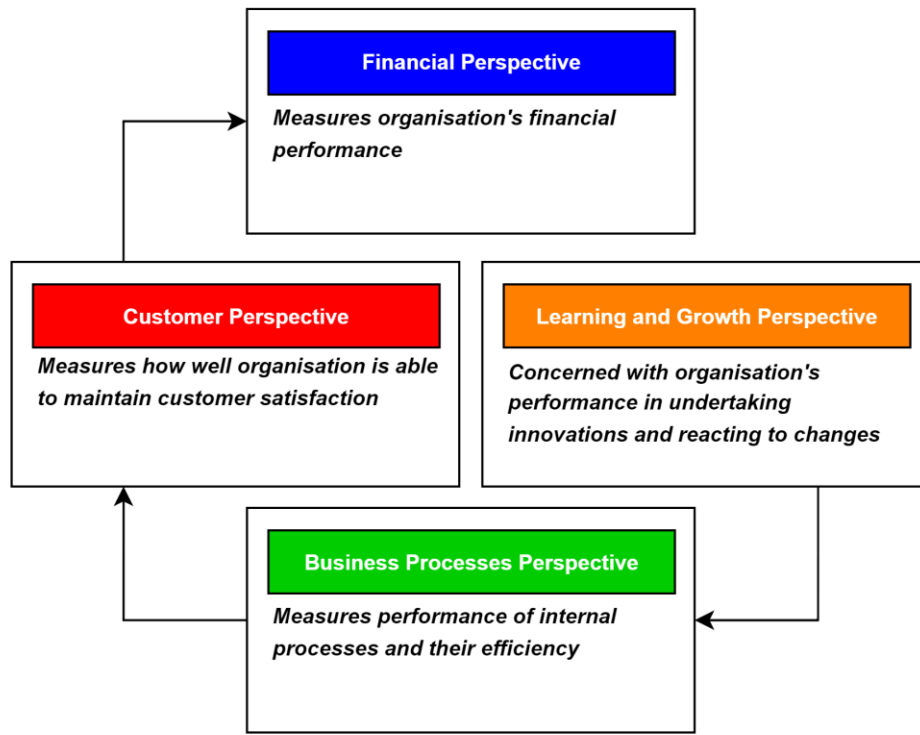 Financial Perspective
Measures organisation's financial
performance
Customer Perspective
Measures how well organisation is able
to maintain customer satisfaction
Learning and Growth Perspective
Concerned with organisation's
performance in undertaking
innovations and reacting to changes
Business Processes Perspective
Measures performance of internal
processes and their efficiency